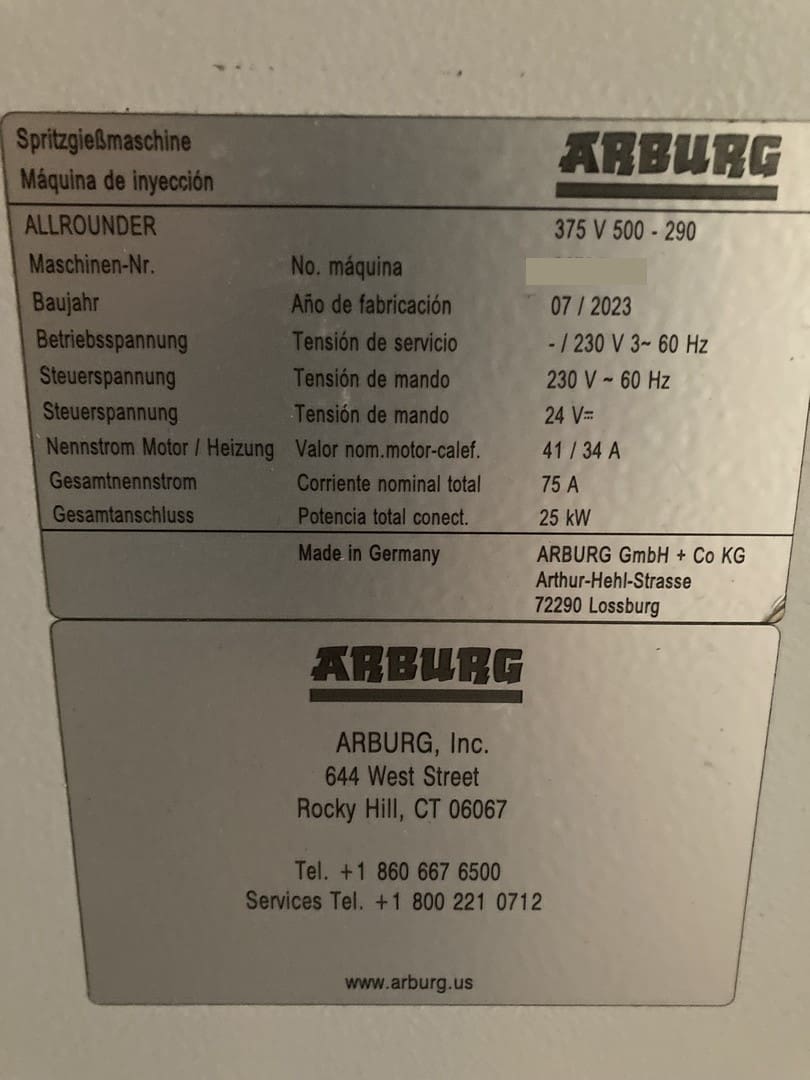 Spritzgießmaschine
Máquina de inyección
ARBURG
ALLROUNDER 375 V 500 - 290
Maschinen-Nr. No. máquina
Baujahr Año de fabricación 07 / 2023
Betriebsspannung Tensión de servicio - / 230 V 3~ 60 Hz
Steuerspannung Tensión de mando 230 V ~ 60 Hz
Steuerspannung Tensión de mando 24 V⎓
Nennstrom Motor / Heizung Valor nom.motor-calef. 41 / 34 A
Gesamtnennstrom Corriente nominal total 75 A
Gesamtanschluss Potencia total conect. 25 kW
Made in Germany ARBURG GmbH + Co KG
Arthur-Hehl-Strasse
72290 Lossburg
ARBURG
ARBURG, Inc.
644 West Street
Rocky Hill, CT 06067
Tel. +1 860 667 6500
Services Tel. +1 800 221 0712
www.arburg.us